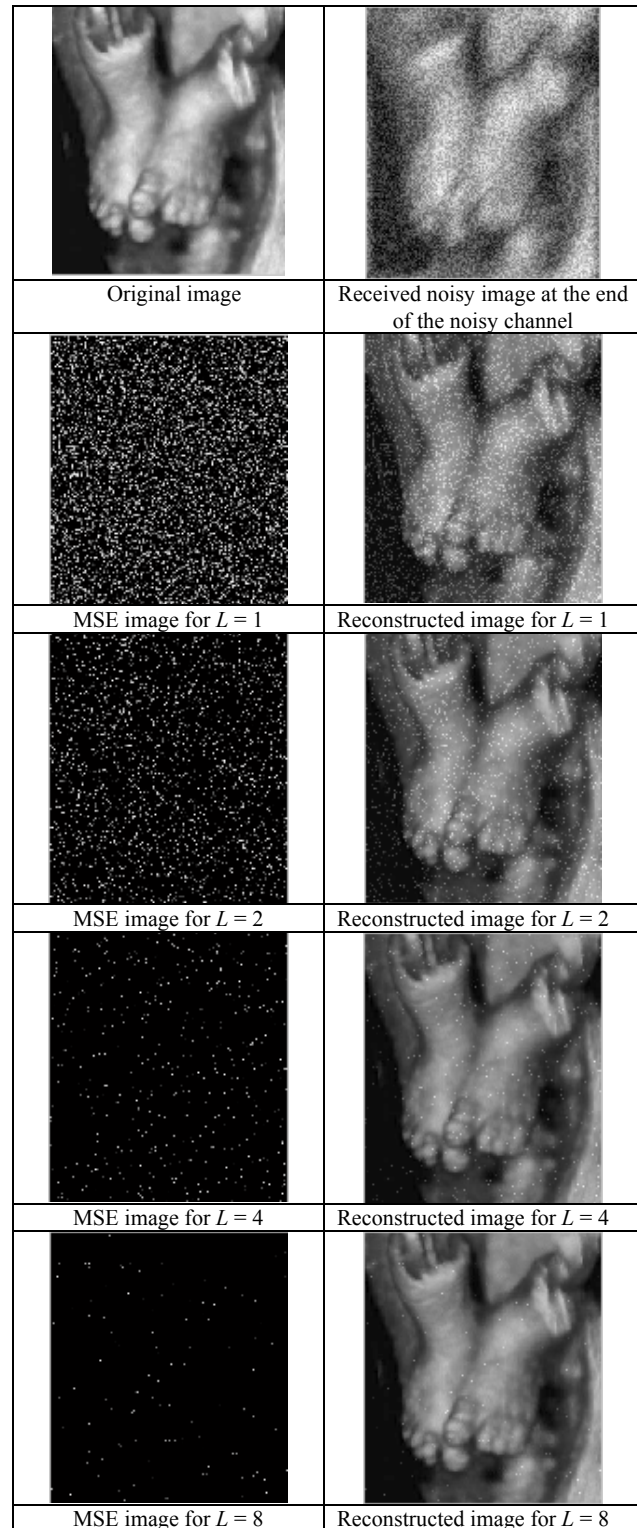 Original image
Received noisy image at the end
of the noisy channel
MSE image for L = 1
Reconstructed image for L = 1
MSE image for L = 2
Reconstructed image for L = 2
MSE image for L = 4
Reconstructed image for L = 4
MSE image for L = 8
Reconstructed image for L = 8